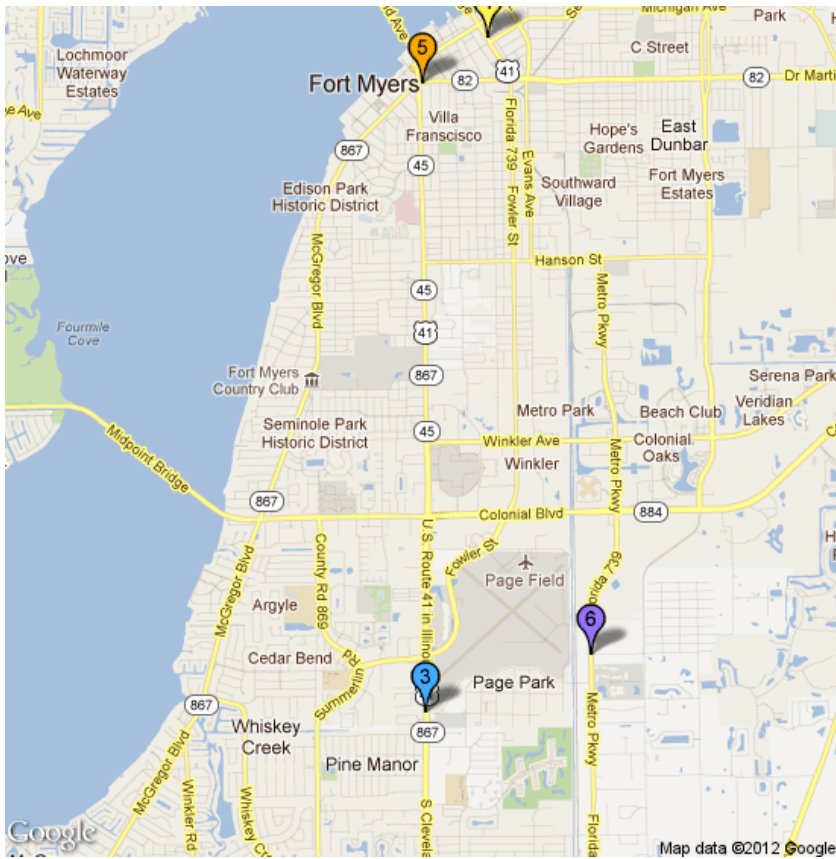 Michigan Ave
Park
Lochmoor
Waterway
Estates
C Street
5
41
82
82
Dr Marti
Fort Myers
Ave
Villa
Franscisco
Florida 739
Evans Ave
Hope's
Gardens
East
Dunbar
867
45
Edison Park
Historic District
Southward
Village
Fort Myers
Estates
Fowler St
McGregor Blvd
Hanson St
45
Metro Pkwy
Fourmile
Cove
41
Fort Myers
Country Club
867
Serena Park
Metro Park
Beach Club
Veridian
Lakes
Seminole Park
Historic District
45
Winkler Ave
Colonial
Oaks
Midpoint Bridge
Winkler
Metro Pkwy
867
Colonial Blvd
884
U.S. Route 41 in Illino
County Rd 869
McGregor Blvd
Fowler St
Page Field
Florida 739
Argyle
6
Cedar Bend
Summerlin Rd
3
Page Park
867
Whiskey
Creek
867
Metro Pkwy
Pine Manor
McGregor Blvd
Winkler Rd
Whiskey
S Clevela
Florida
Google
Map data ©2012 Google